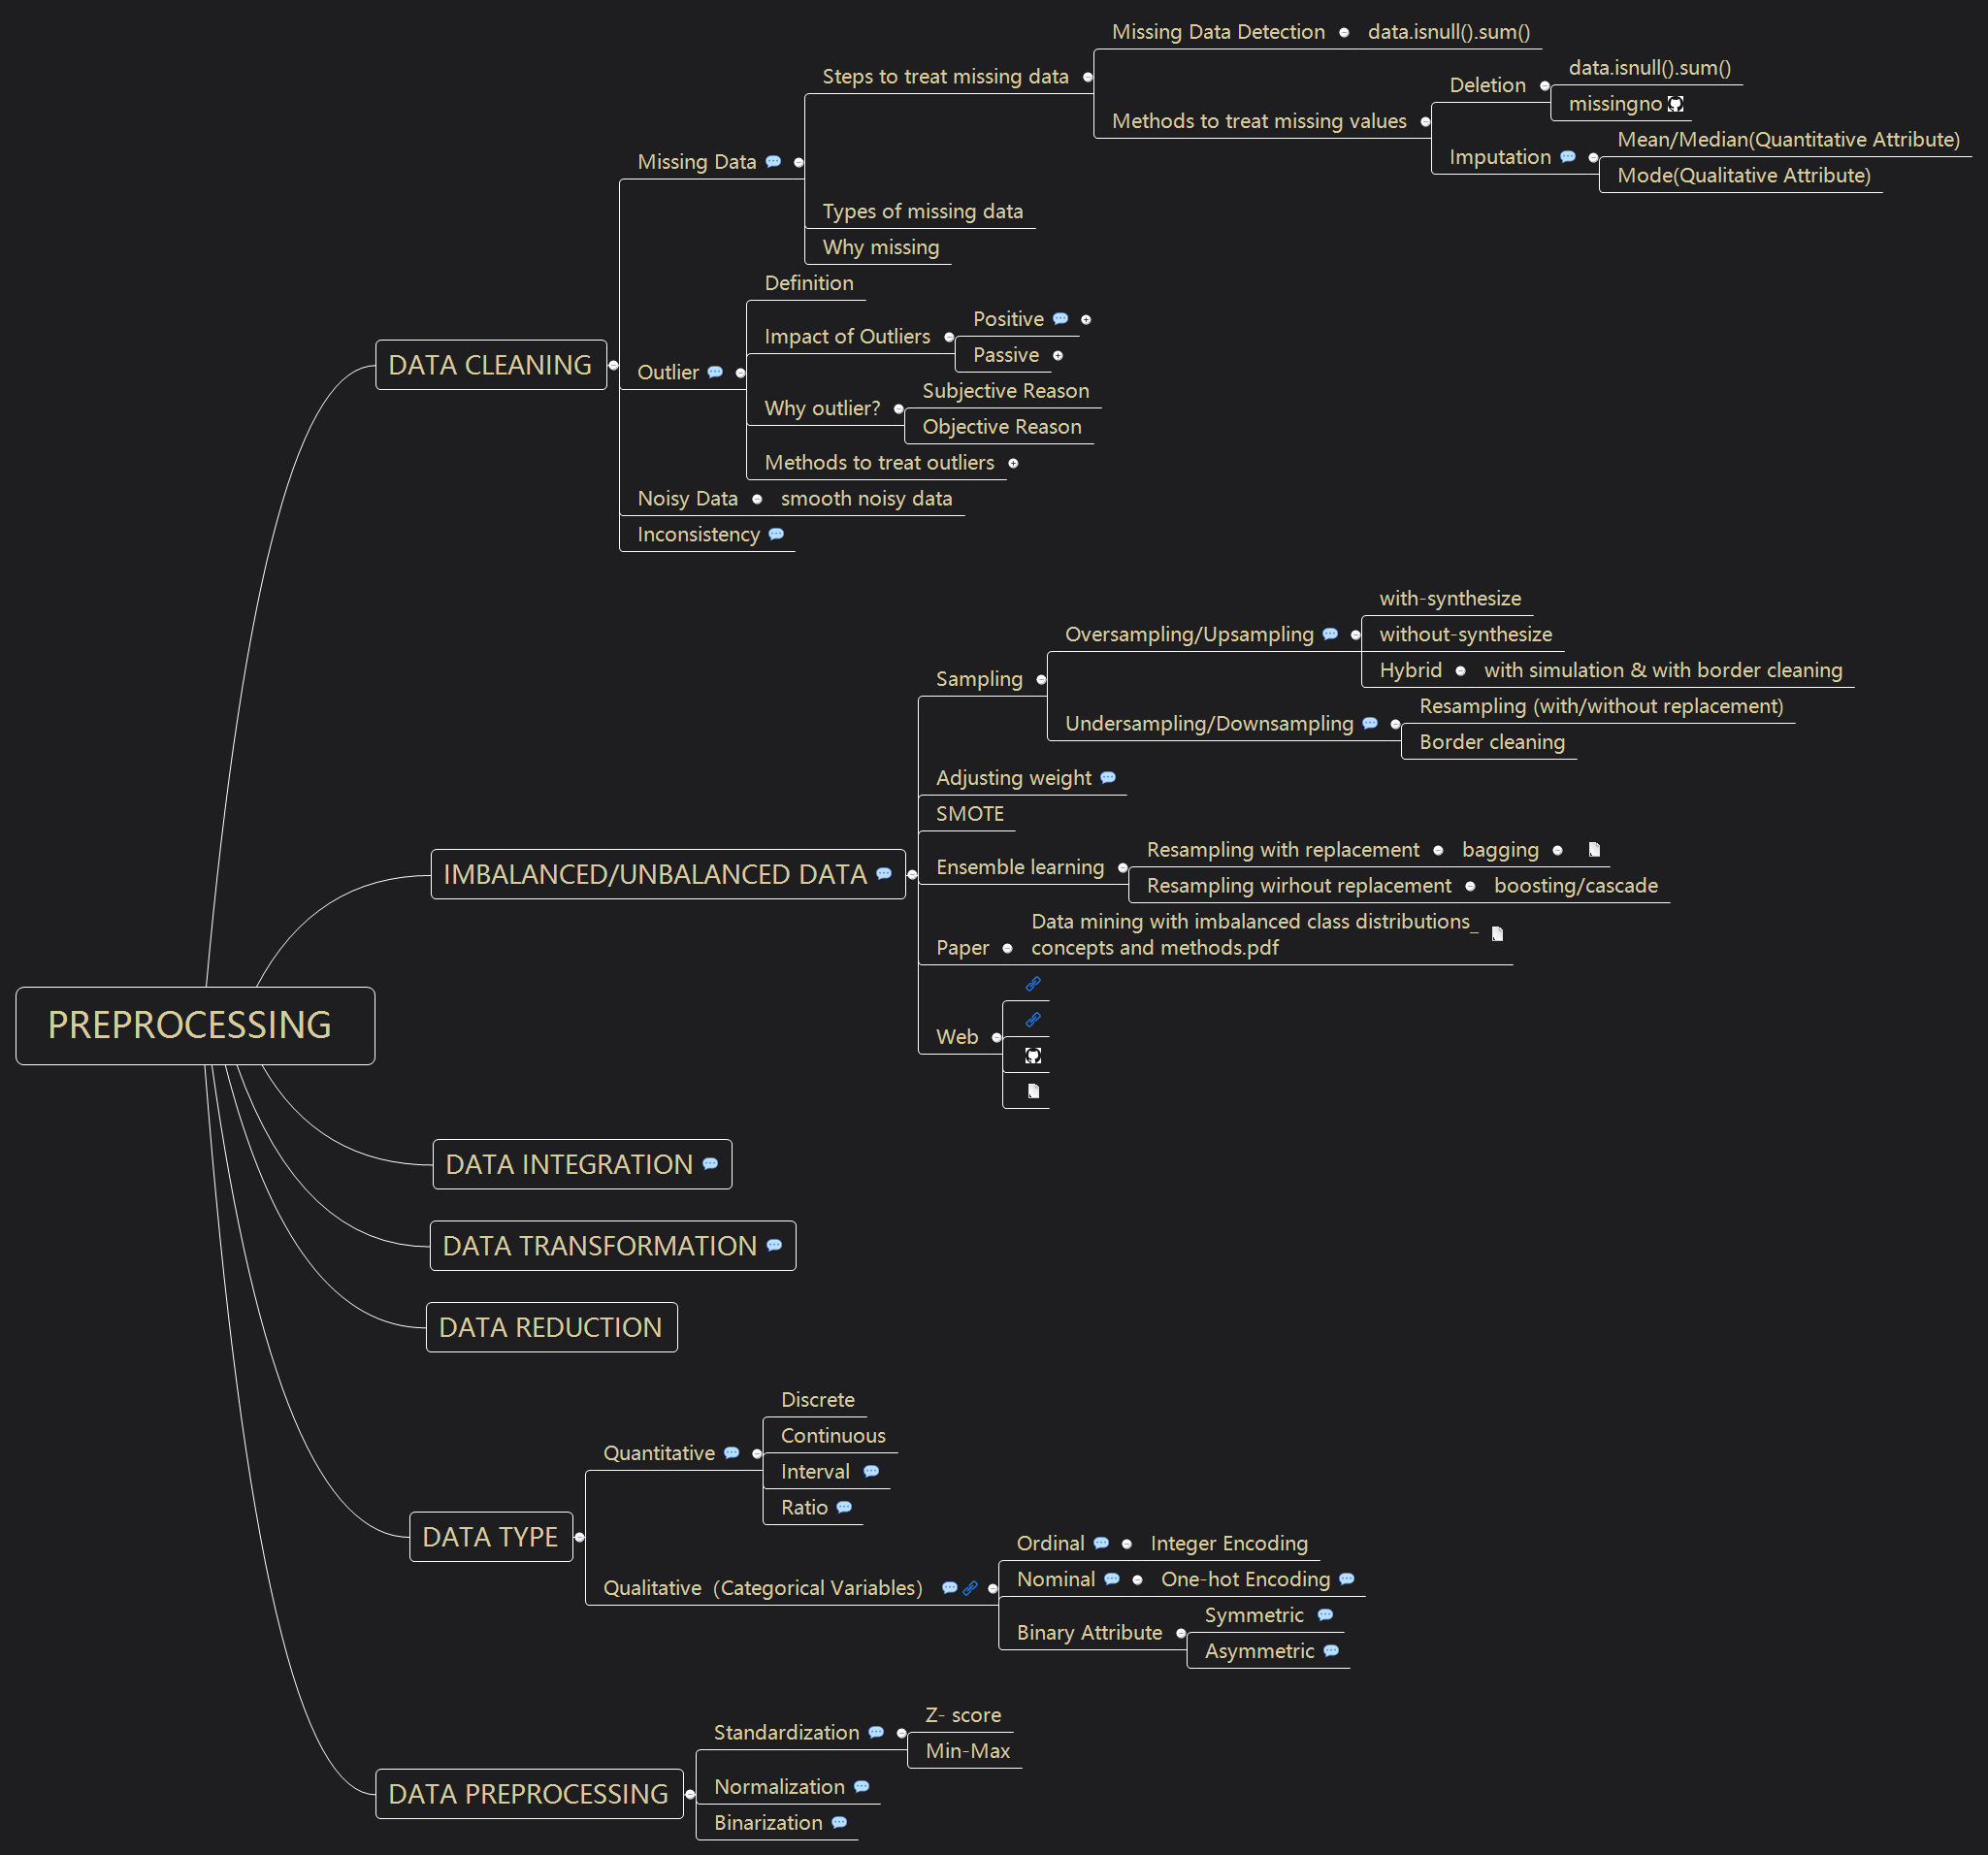 PREPROCESSING
DATA CLEANING
Missing Data
Steps to treat missing data
Missing Data Detection
data.isnull().sum()
Methods to treat missing values
Deletion
data.isnull().sum()
missingno
Imputation
Mean/Median(Quantitative Attribute)
Mode(Qualitative Attribute)
Types of missing data
Why missing
Outlier
Definition
Impact of Outliers
Positive
Passive
Why outlier?
Subjective Reason
Objective Reason
Methods to treat outliers
Noisy Data
smooth noisy data
Inconsistency
IMBALANCED/UNBALANCED DATA
Sampling
Oversampling/Upsampling
with-synthesize
without-synthesize
Hybrid
with simulation & with border cleaning
Undersampling/Downsampling
Resampling (with/without replacement)
Border cleaning
Adjusting weight
SMOTE
Ensemble learning
Resampling with replacement
bagging
Resampling wirhout replacement
boosting/cascade
Paper
Data mining with imbalanced class distributions_
concepts and methods.pdf
Web
DATA INTEGRATION
DATA TRANSFORMATION
DATA REDUCTION
DATA TYPE
Quantitative
Discrete
Continuous
Interval
Ratio
Qualitative（Categorical Variables）
Ordinal
Integer Encoding
Nominal
One-hot Encoding
Binary Attribute
Symmetric
Asymmetric
DATA PREPROCESSING
Standardization
Z- score
Min-Max
Normalization
Binarization